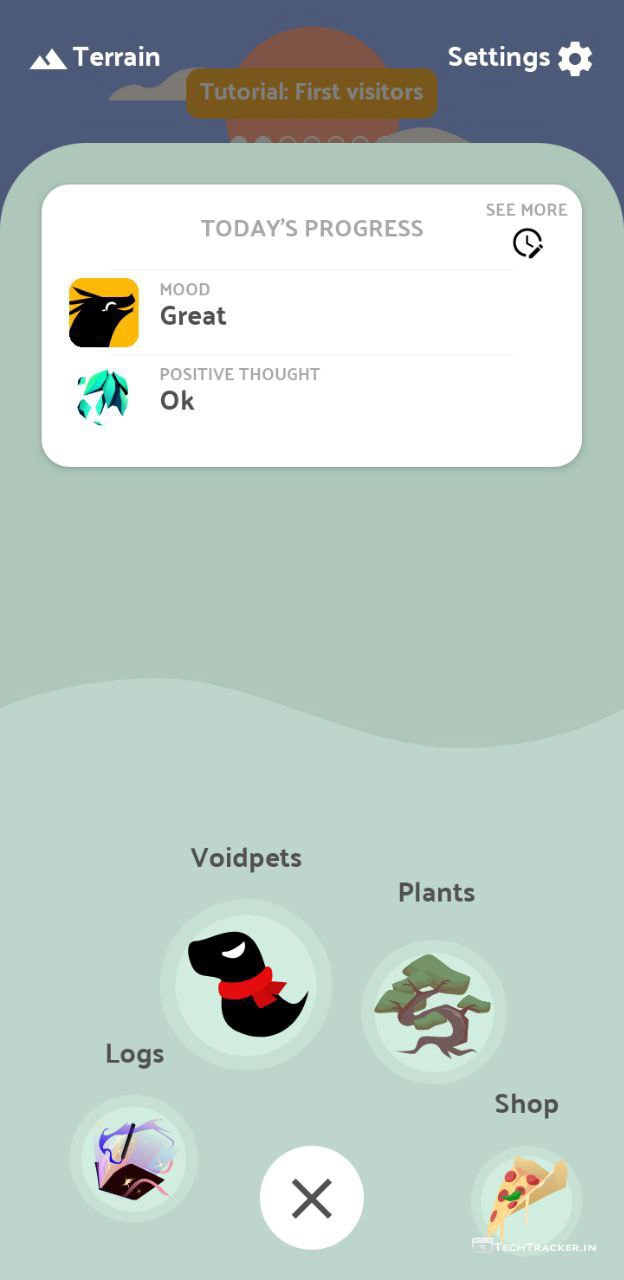 Terrain
Settings
Tutorial: First visitors
SEE MORE
TODAY'S PROGRESS
MOOD
Great
POSITIVE THOUGHT
Ok
Voidpets
Plants
Logs
Shop
TECHTRACKER.IN